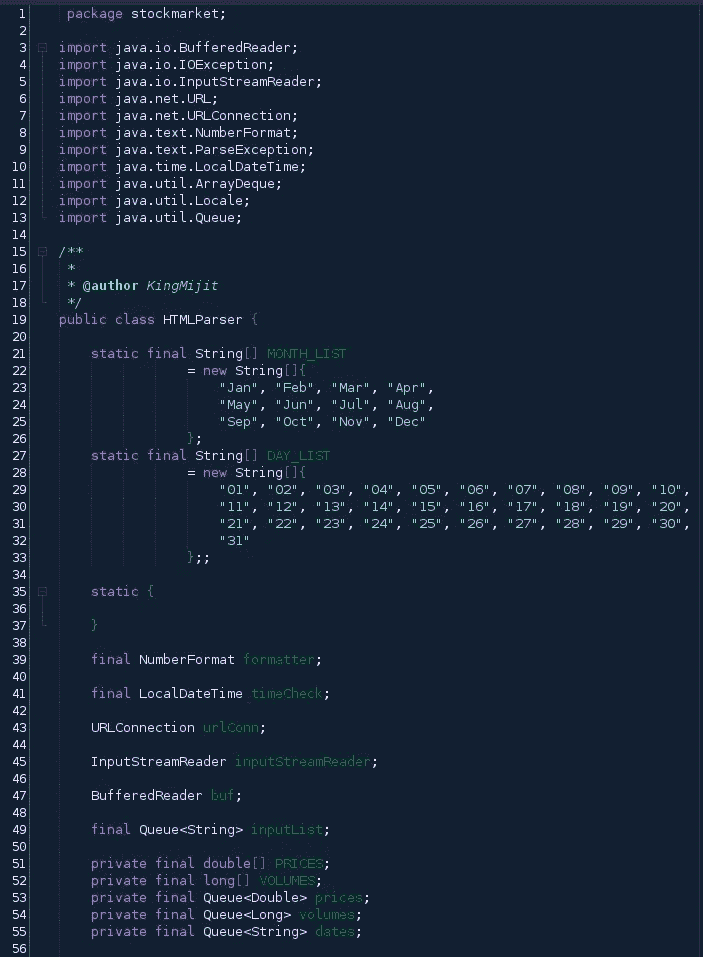 1 package stockmarket;
2
3 import java.io.BufferedReader;
4 import java.io.IOException;
5 import java.io.InputStreamReader;
6 import java.net.URL;
7 import java.net.URLConnection;
8 import java.text.NumberFormat;
9 import java.text.ParseException;
10 import java.time.LocalDateTime;
11 import java.util.ArrayDeque;
12 import java.util.Locale;
13 import java.util.Queue;
14
15 /**
16  *
17  * @author KingMijit
18  */
19 public class HTMLParser {
20
21     static final String[] MONTH_LIST
22                 = new String[]{
23                     "Jan", "Feb", "Mar", "Apr",
24                     "May", "Jun", "Jul", "Aug",
25                     "Sep", "Oct", "Nov", "Dec"
26                 };
27     static final String[] DAY_LIST
28                 = new String[]{
29                     "01", "02", "03", "04", "05", "06", "07", "08", "09", "10",
30                     "11", "12", "13", "14", "15", "16", "17", "18", "19", "20",
31                     "21", "22", "23", "24", "25", "26", "27", "28", "29", "30",
32                     "31"
33                 };;
34
35     static {
36
37     }
38
39     final NumberFormat formatter;
40
41     final LocalDateTime timeCheck;
42
43     URLConnection urlConn;
44
45     InputStreamReader inputStreamReader;
46
47     BufferedReader buf;
48
49     final Queue<String> inputList;
50
51     private final double[] PRICES;
52     private final long[] VOLUMES;
53     private final Queue<Double> prices;
54     private final Queue<Long> volumes;
55     private final Queue<String> dates;
56